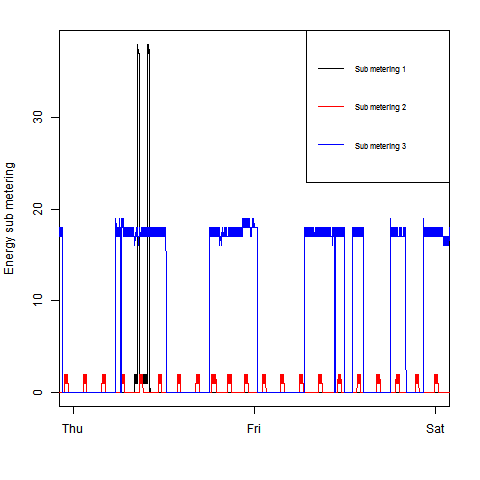 Sub metering 1
Sub metering 2
Sub metering 3
Energy sub metering
30
20
10
0
Thu Fri Sat